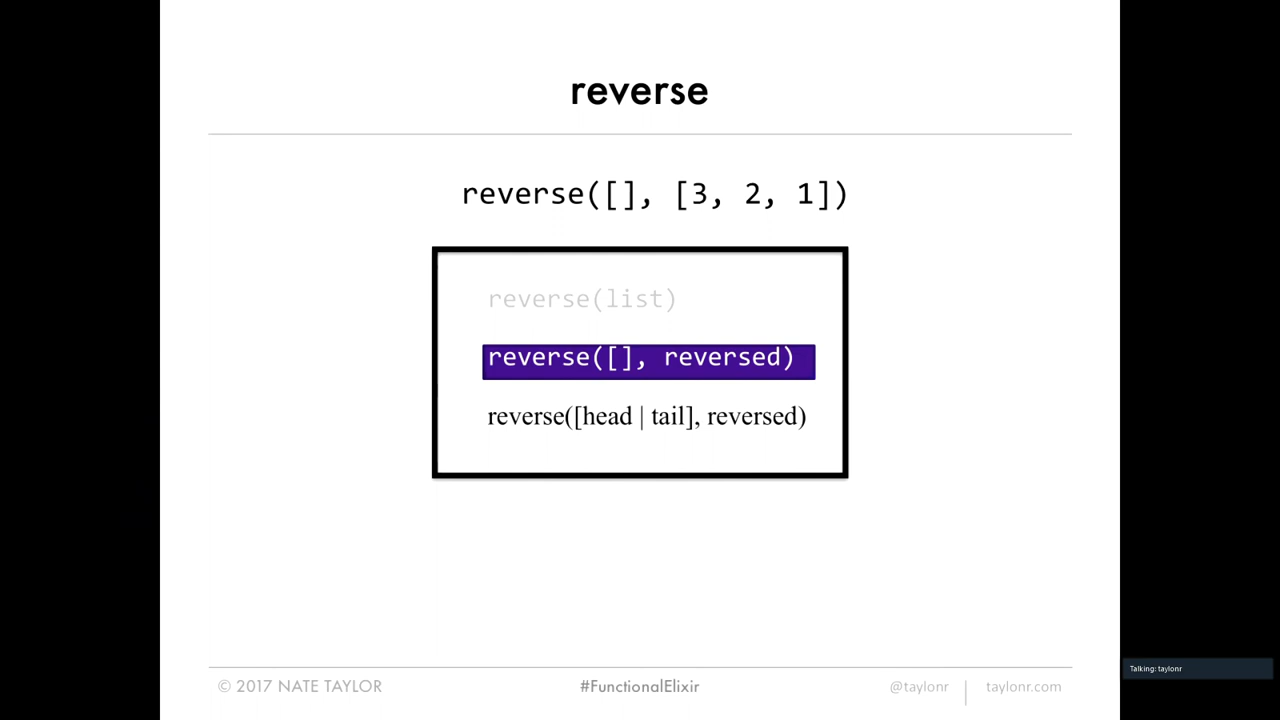 reverse
reverse([], [3, 2, 1])
reverse(list)
reverse([], reversed)
reverse([head | tail], reversed)
© 2017 NATE TAYLOR
#FunctionalElixir
@taylonr
taylonr.com
Talking: taylonr